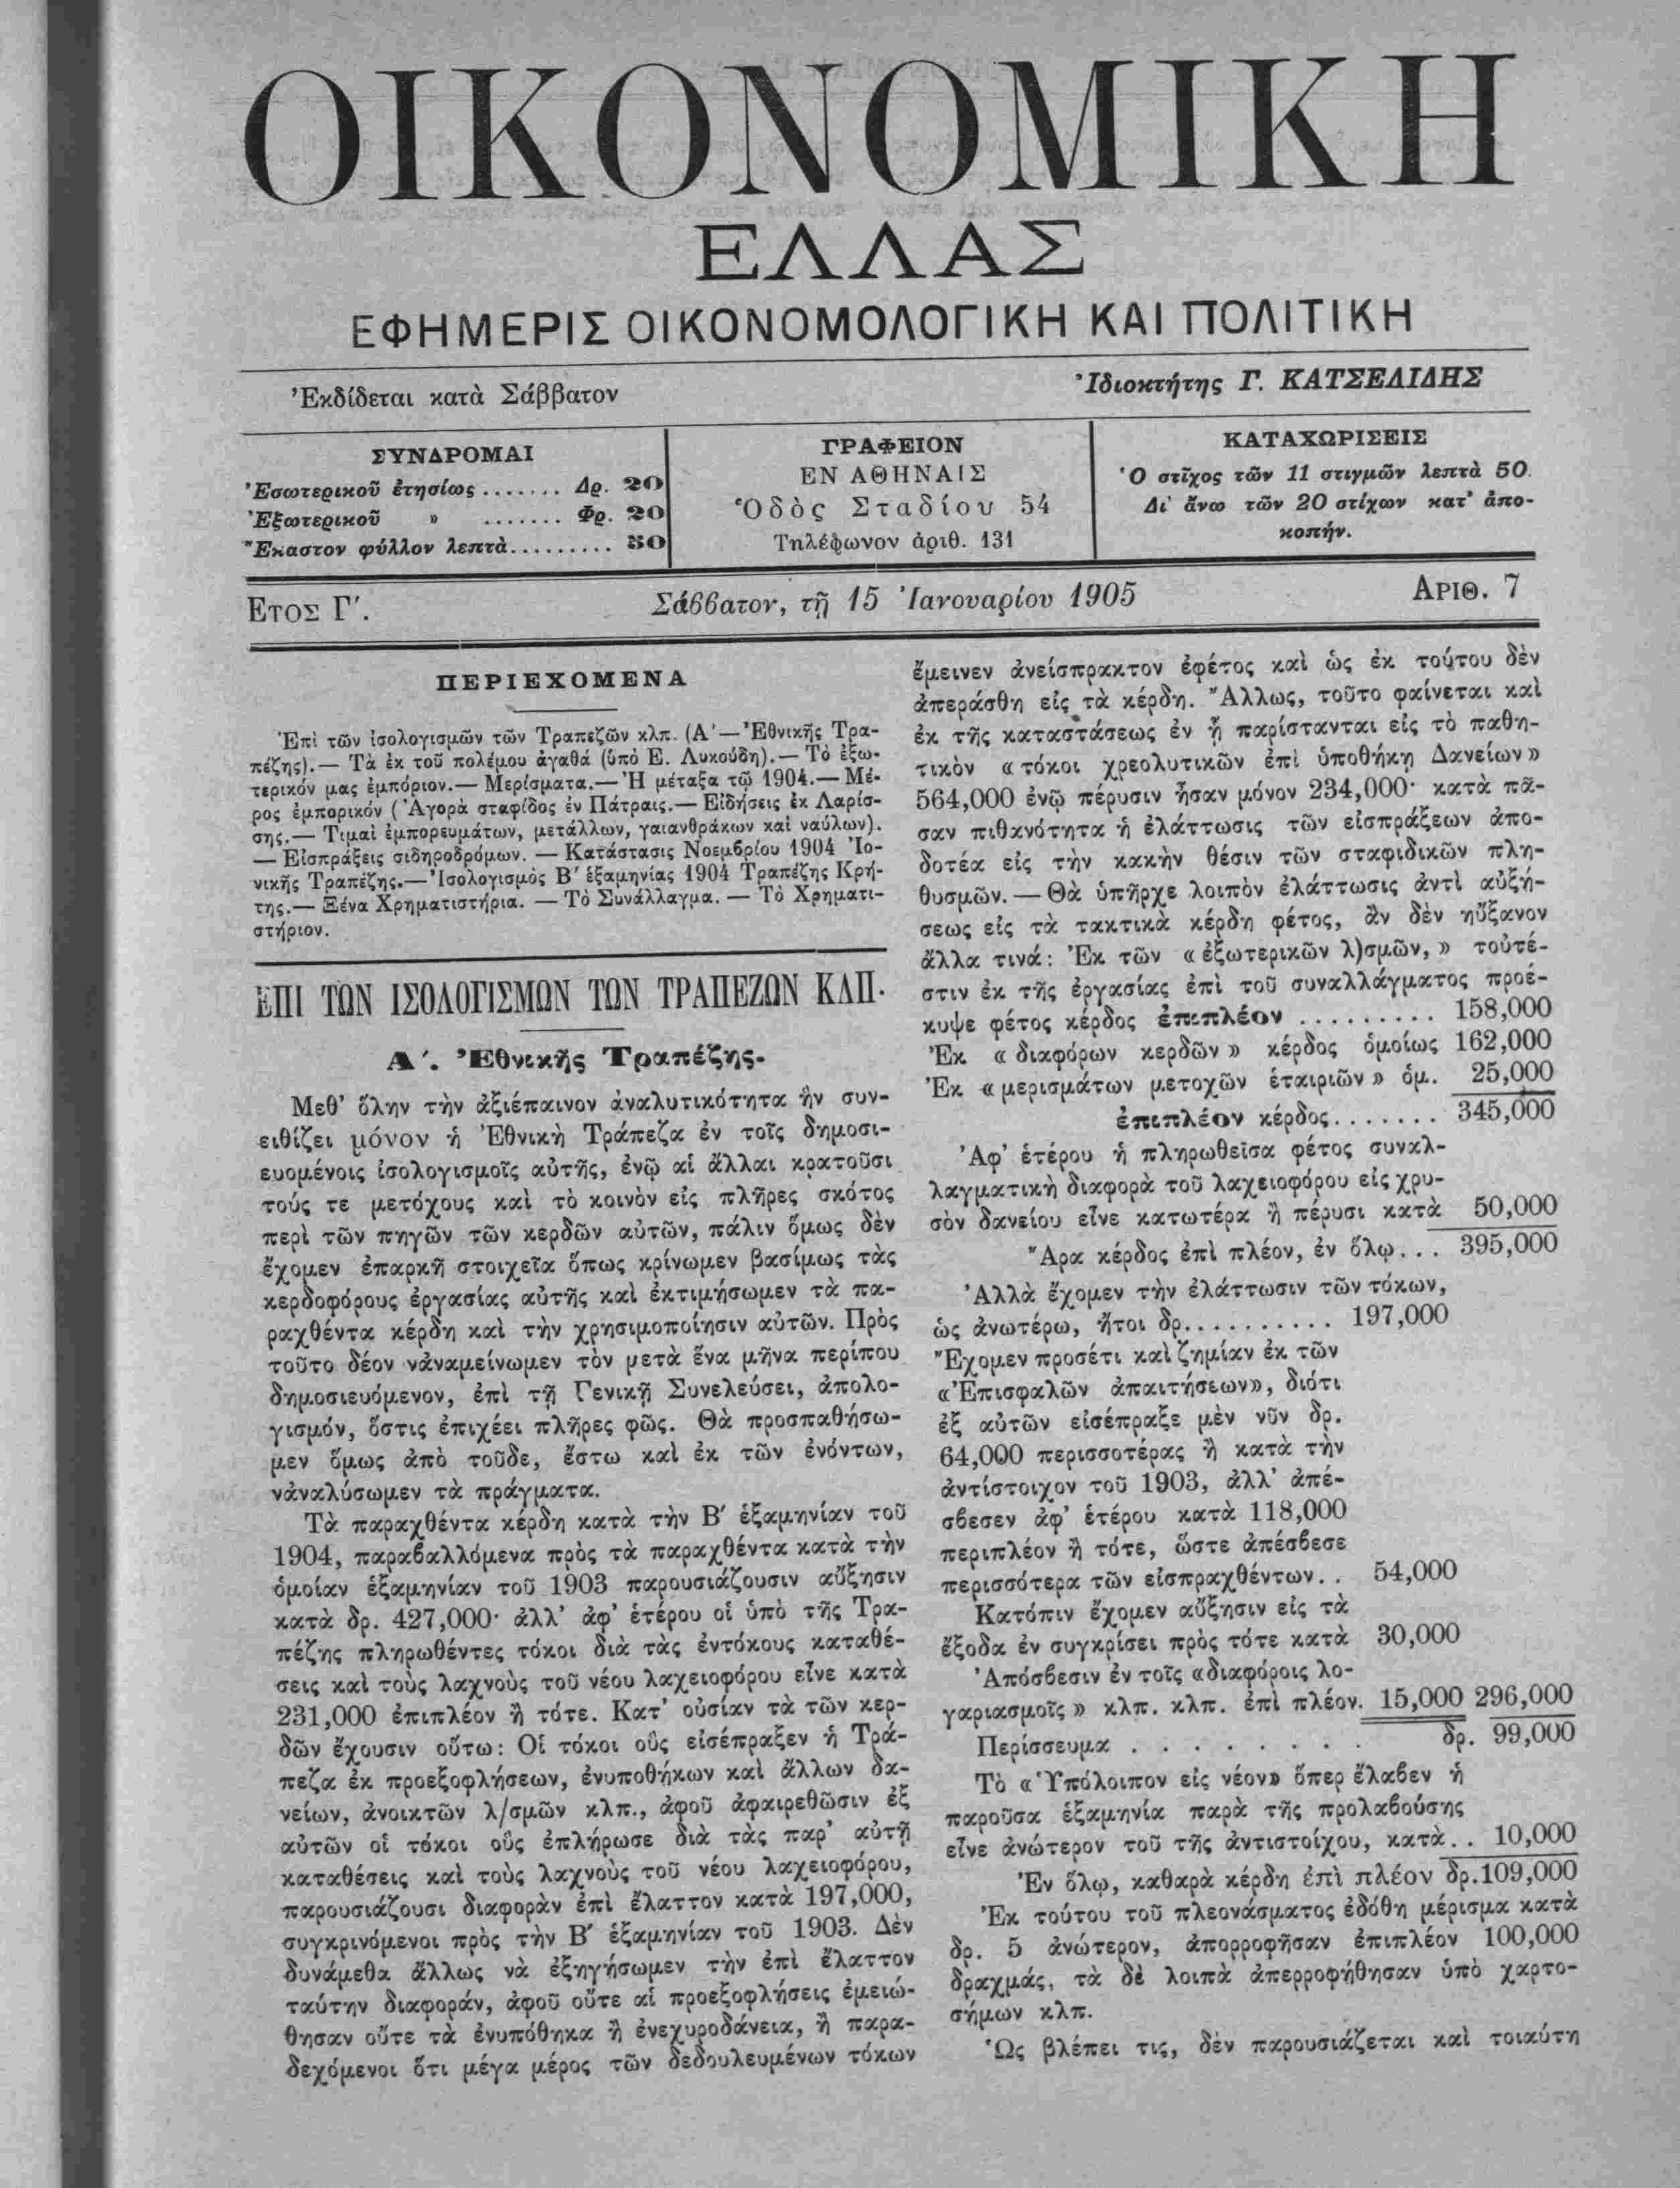 ΟΙΚΟΝΟΜΙΚΗ
ΕΛΛΑΣ
ΕΦΗΜΕΡΙΣ ΟΙΚΟΝΟΜΟΛΟΓΙΚΗ ΚΑΙ ΠΟΛΙΤΙΚΗ
Ἐκδίδεται κατὰ Σάββατον
Ἰδιοκτήτης Γ. ΚΑΤΣΕΛΙΔΗΣ
ΣΥΝΔΡΟΜΑΙ
Ἐσωτερικοῦ ἐτησίως ....... Δρ. 20
Ἐξωτερικοῦ » ....... Φρ. 20
Ἕκαστον φύλλον λεπτὰ......... 50
ΓΡΑΦΕΙΟΝ
ΕΝ ΑΘΗΝΑΙΣ
Ὁδὸς Σταδίου 54
Τηλέφωνον ἀριθ. 131
ΚΑΤΑΧΩΡΙΣΕΙΣ
Ὁ στῖχος τῶν 11 στιγμῶν λεπτὰ 50.
Δι' ἄνω τῶν 20 στίχων κατ' ἀπο-
κοπήν.
ΕΤΟΣ Γ'.
Σάββατον, τῇ 15 Ἰανουαρίου 1905
ΑΡΙΘ. 7
ΠΕΡΙΕΧΟΜΕΝΑ
Ἐπὶ τῶν ἰσολογισμῶν τῶν Τραπεζῶν κλπ. (Α'—Ἐθνικῆς Τρα-
πέζης).— Τὰ ἐκ τοῦ πολέμου ἀγαθά (ὑπὸ Ε. Λυκούδη).— Τὸ ἐξω-
τερικόν μας ἐμπόριον.— Μερίσματα.— Ἡ μέταξα τῷ 1904.— Μέ-
ρος ἐμπορικόν (Ἀγορὰ σταφίδος ἐν Πάτραις.— Εἰδήσεις ἐκ Λαρίσ-
σης.— Τιμαὶ ἐμπορευμάτων, μετάλλων, γαιανθράκων καὶ ναύλων).
— Εἰσπράξεις σιδηροδρόμων. — Κατάστασις Νοεμβρίου 1904 Ἰο-
νικῆς Τραπέζης.—Ἰσολογισμὸς Β' ἑξαμηνίας 1904 Τραπέζης Κρή-
της.— Ξένα Χρηματιστήρια. — Τὸ Συνάλλαγμα. — Τὸ Χρηματι-
στήριον.
ΕΠΙ ΤΩΝ ΙΣΟΛΟΓΙΣΜΩΝ ΤΩΝ ΤΡΑΠΕΖΩΝ ΚΛΠ.
Α'. Ἐθνικῆς Τραπέζης.
Μεθ' ὅλην τὴν ἀξιέπαινον ἀναλυτικότητα ἣν συν-
ειθίζει μόνον ἡ Ἐθνικὴ Τράπεζα ἐν τοῖς δημοσι-
ευομένοις ἰσολογισμοῖς αὐτῆς, ἐνῷ αἱ ἄλλαι κρατοῦσι
τούς τε μετόχους καὶ τὸ κοινὸν εἰς πλῆρες σκότος
περὶ τῶν πηγῶν τῶν κερδῶν αὐτῶν, πάλιν ὅμως δὲν
ἔχομεν ἐπαρκῆ στοιχεῖα ὅπως κρίνωμεν βασίμως τὰς
κερδοφόρους ἐργασίας αὐτῆς καὶ ἐκτιμήσωμεν τὰ πα-
ραχθέντα κέρδη καὶ τὴν χρησιμοποίησιν αὐτῶν. Πρὸς
τοῦτο δέον νἀναμείνωμεν τὸν μετὰ ἕνα μῆνα περίπου
δημοσιευόμενον, ἐπὶ τῇ Γενικῇ Συνελεύσει, ἀπολο-
γισμόν, ὅστις ἐπιχέει πλῆρες φῶς. Θὰ προσπαθήσω-
μεν ὅμως ἀπὸ τοῦδε, ἔστω καὶ ἐκ τῶν ἐνόντων,
νἀναλύσωμεν τὰ πράγματα.
Τὰ παραχθέντα κέρδη κατὰ τὴν Β' ἑξαμηνίαν τοῦ
1904, παραβαλλόμενα πρὸς τὰ παραχθέντα κατὰ τὴν
ὁμοίαν ἑξαμηνίαν τοῦ 1903 παρουσιάζουσιν αὔξησιν
κατὰ δρ. 427,000· ἀλλ' ἀφ' ἑτέρου οἱ ὑπὸ τῆς Τρα-
πέζης πληρωθέντες τόκοι διὰ τὰς ἐντόκους καταθέ-
σεις καὶ τοὺς λαχνοὺς τοῦ νέου λαχειοφόρου εἶνε κατὰ
231,000 ἐπιπλέον ἢ τότε. Κατ' οὐσίαν τὰ τῶν κερ-
δῶν ἔχουσιν οὕτω: Οἱ τόκοι οὓς εἰσέπραξεν ἡ Τρά-
πεζα ἐκ προεξοφλήσεων, ἐνυποθήκων καὶ ἄλλων δα-
νείων, ἀνοικτῶν λ/σμῶν κλπ., ἀφοῦ ἀφαιρεθῶσιν ἐξ
αὐτῶν οἱ τόκοι οὓς ἐπλήρωσε διὰ τὰς παρ' αὐτῇ
καταθέσεις καὶ τοὺς λαχνοὺς τοῦ νέου λαχειοφόρου,
παρουσιάζουσι διαφορὰν ἐπὶ ἔλαττον κατὰ 197,000,
συγκρινόμενοι πρὸς τὴν Β' ἑξαμηνίαν τοῦ 1903. Δὲν
δυνάμεθα ἄλλως νὰ ἐξηγήσωμεν τὴν ἐπὶ ἔλαττον
ταύτην διαφοράν, ἀφοῦ οὔτε αἱ προεξοφλήσεις ἐμειώ-
θησαν οὔτε τὰ ἐνυπόθηκα ἢ ἐνεχυροδάνεια, ἢ παρα-
δεχόμενοι ὅτι μέγα μέρος τῶν δεδουλευμένων τόκων
ἔμεινεν ἀνείσπρακτον ἐφέτος καὶ ὡς ἐκ τούτου δὲν
ἀπεράσθη εἰς τὰ κέρδη. Ἄλλως, τοῦτο φαίνεται καὶ
ἐκ τῆς καταστάσεως ἐν ᾗ παρίστανται εἰς τὸ παθη-
τικὸν «τόκοι χρεολυτικῶν ἐπὶ ὑποθήκῃ Δανείων»
564,000 ἐνῷ πέρυσιν ἦσαν μόνον 234,000· κατὰ πᾶ-
σαν πιθανότητα ἡ ἐλάττωσις τῶν εἰσπράξεων ἀπο-
δοτέα εἰς τὴν κακὴν θέσιν τῶν σταφιδικῶν πλη-
θυσμῶν.— Θὰ ὑπῆρχε λοιπὸν ἐλάττωσις ἀντὶ αὐξή-
σεως εἰς τὰ τακτικὰ κέρδη φέτος, ἂν δὲν ηὔξανον
ἄλλα τινά: Ἐκ τῶν «ἐξωτερικῶν λ)σμῶν,» τοὐτέ-
στιν ἐκ τῆς ἐργασίας ἐπὶ τοῦ συναλλάγματος προέ-
κυψε φέτος κέρδος ἐπιπλέον ......... 158,000
Ἐκ «διαφόρων κερδῶν» κέρδος ὁμοίως 162,000
Ἐκ «μερισμάτων μετοχῶν ἑταιριῶν» ὁμ. 25,000
ἐπιπλέον κέρδος....... 345,000
Ἀφ' ἑτέρου ἡ πληρωθεῖσα φέτος συναλ-
λαγματικὴ διαφορὰ τοῦ λαχειοφόρου εἰς χρυ-
σὸν δανείου εἶνε κατωτέρα ἢ πέρυσι κατὰ 50,000
Ἄρα κέρδος ἐπὶ πλέον, ἐν ὅλῳ... 395,000
Ἀλλὰ ἔχομεν τὴν ἐλάττωσιν τῶν τόκων,
ὡς ἀνωτέρω, ἤτοι δρ.......... 197,000
Ἔχομεν προσέτι καὶ ζημίαν ἐκ τῶν
«Ἐπισφαλῶν ἀπαιτήσεων», διότι
ἐξ αὐτῶν εἰσέπραξε μὲν νῦν δρ.
64,000 περισσοτέρας ἢ κατὰ τὴν
ἀντίστοιχον τοῦ 1903, ἀλλ' ἀπέ-
σβεσεν ἀφ' ἑτέρου κατὰ 118,000
περιπλέον ἢ τότε, ὥστε ἀπέσβεσε
περισσότερα τῶν εἰσπραχθέντων.. 54,000
Κατόπιν ἔχομεν αὔξησιν εἰς τὰ
ἔξοδα ἐν συγκρίσει πρὸς τότε κατὰ 30,000
Ἀπόσβεσιν ἐν τοῖς «διαφόροις λο-
γαριασμοῖς» κλπ. κλπ. ἐπὶ πλέον. 15,000 296,000
Περίσσευμα ........ δρ. 99,000
Τὸ «Ὑπόλοιπον εἰς νέον» ὅπερ ἔλαβεν ἡ
παροῦσα ἑξαμηνία παρὰ τῆς προλαβούσης
εἶνε ἀνώτερον τοῦ τῆς ἀντιστοίχου, κατὰ.. 10,000
Ἐν ὅλῳ, καθαρὰ κέρδη ἐπὶ πλέον δρ.109,000
Ἐκ τούτου τοῦ πλεονάσματος ἐδόθη μέρισμα κατὰ
δρ. 5 ἀνώτερον, ἀπορροφῆσαν ἐπιπλέον 100,000
δραχμάς, τὰ δὲ λοιπὰ ἀπερροφήθησαν ὑπὸ χαρτο-
σήμων κλπ.
Ὡς βλέπει τις, δὲν παρουσιάζεται καὶ τοιαύτη